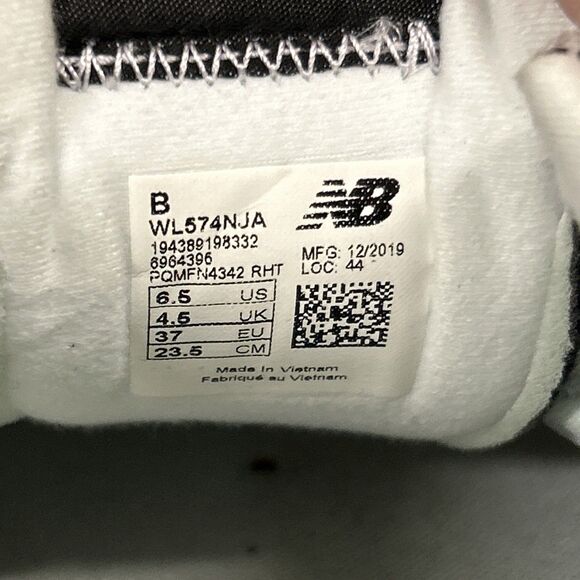 B
WL574NJA
NB
194389198332
6964396
PQMFN4342 RHT
MFG: 12/2019
LOC: 44
6.5 US
4.5 UK
37 EU
23.5 CM
Made in Vietnam
Fabriqué au Vietnam